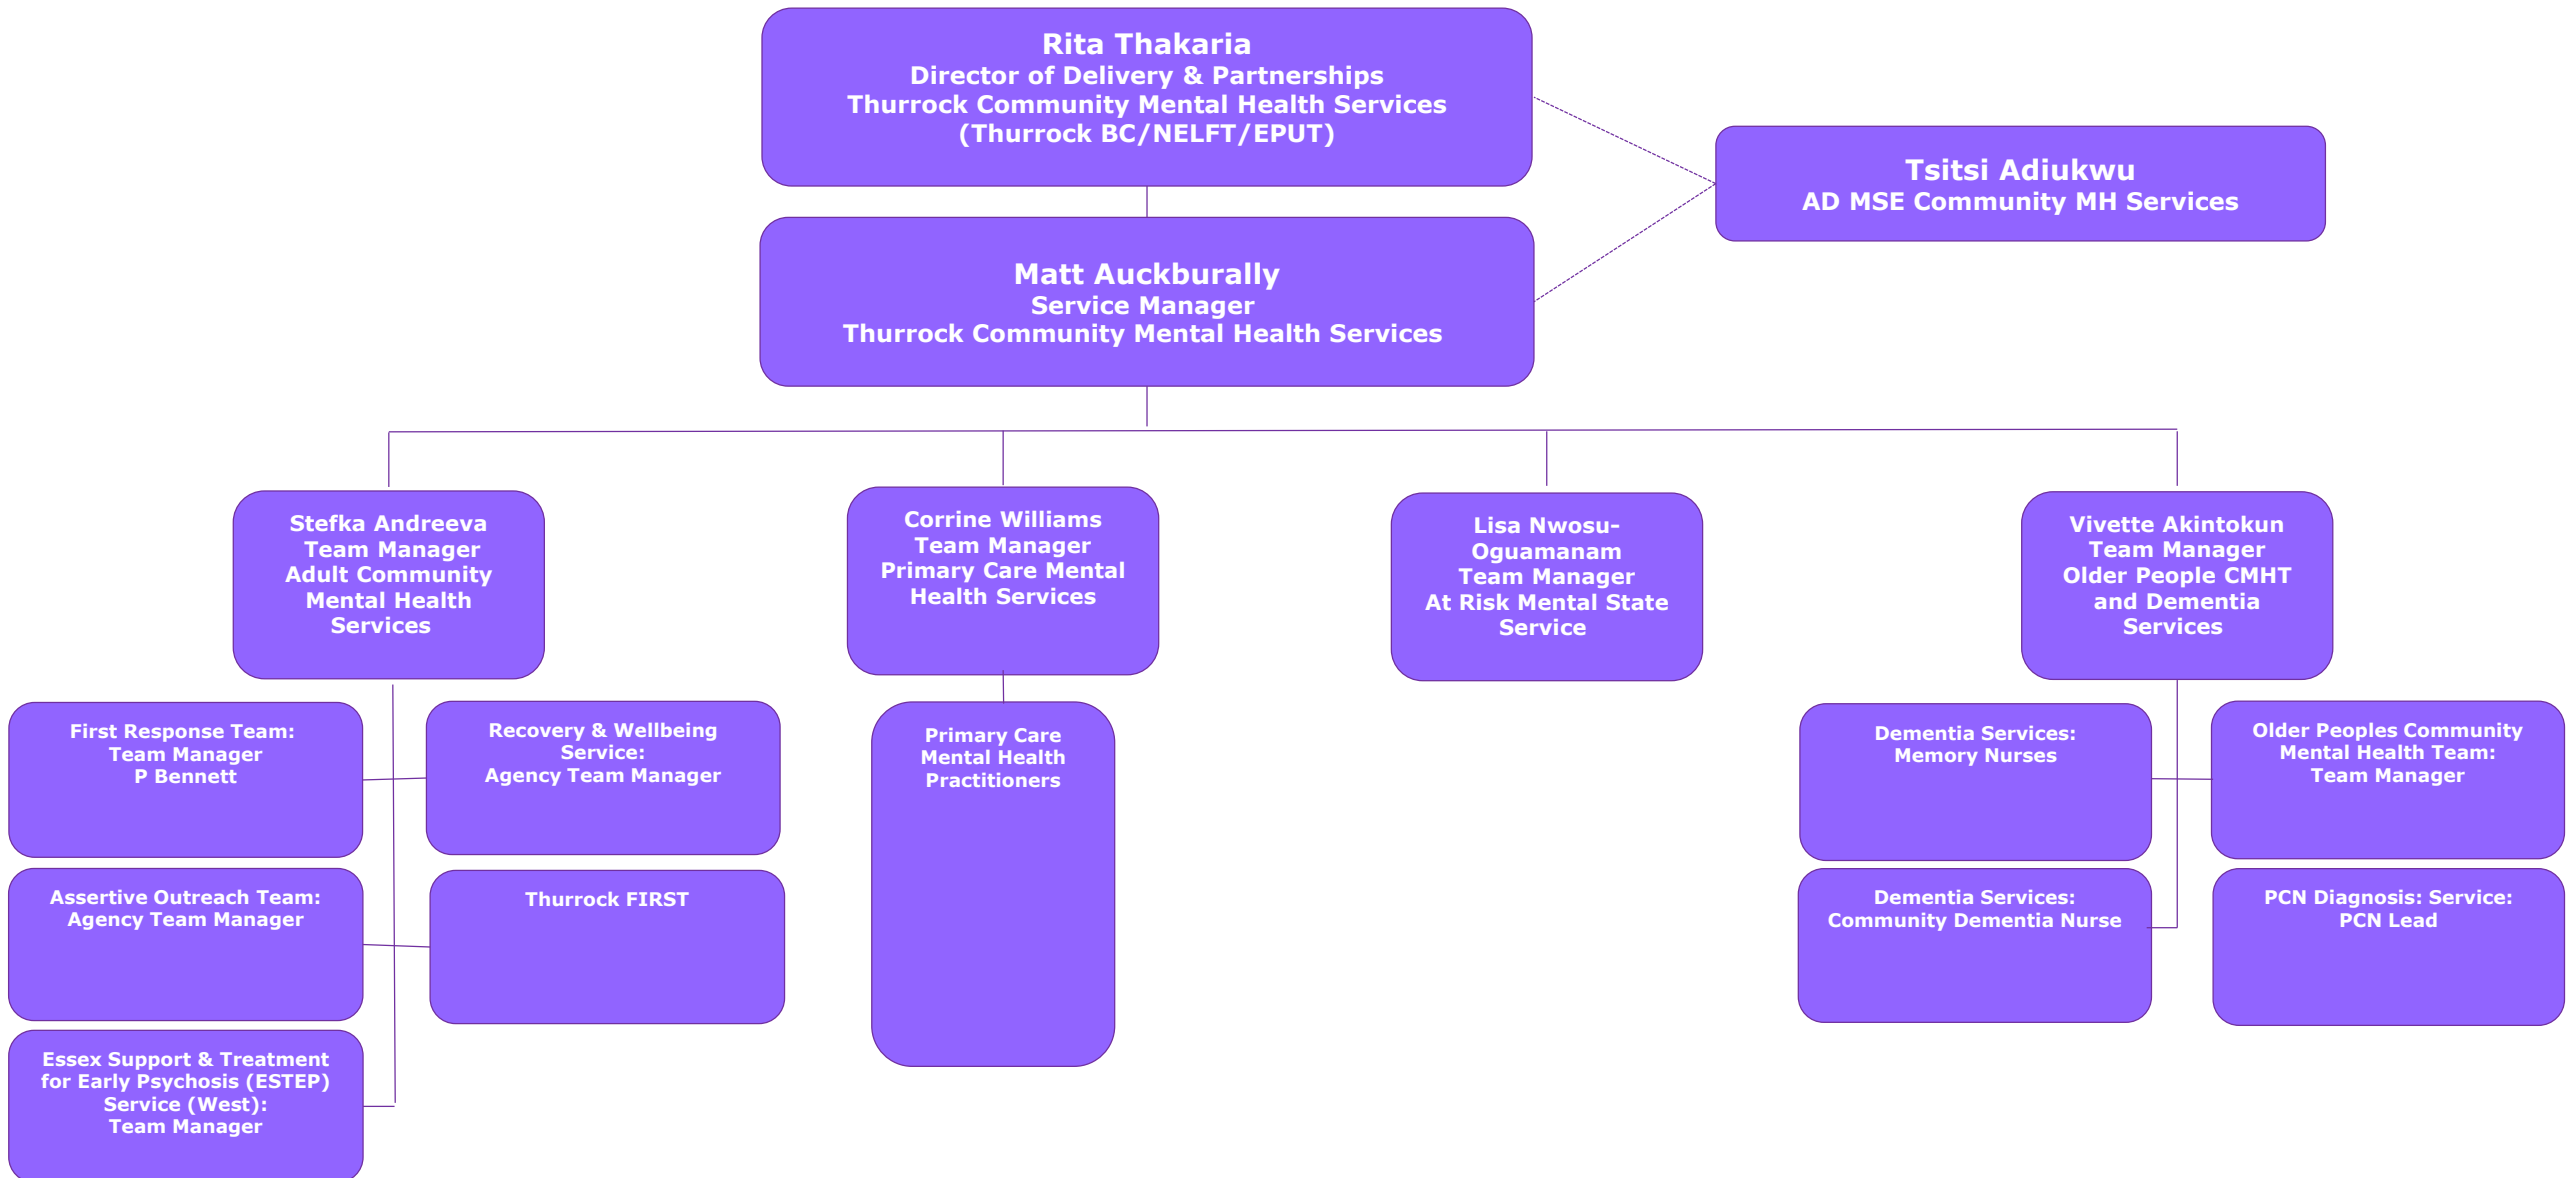 Rita Thakaria
Director of Delivery & Partnerships
Thurrock Community Mental Health Services
(Thurrock BC/NELFT/EPUT)
Tsitsi Adiukwu
AD MSE Community MH Services
Matt Auckburally
Service Manager
Thurrock Community Mental Health Services
Stefka Andreeva
Team Manager
Adult Community
Mental Health
Services
Corrine Williams
Team Manager
Primary Care Mental
Health Services
Lisa Nwosu-
Oguamanam
Team Manager
At Risk Mental State
Service
Vivette Akintokun
Team Manager
Older People CMHT
and Dementia
Services
First Response Team:
Team Manager
P Bennett
Recovery & Wellbeing
Service:
Agency Team Manager
Assertive Outreach Team:
Agency Team Manager
Thurrock FIRST
Essex Support & Treatment
for Early Psychosis (ESTEP)
Service (West):
Team Manager
Primary Care
Mental Health
Practitioners
Dementia Services:
Memory Nurses
Older Peoples Community
Mental Health Team:
Team Manager
Dementia Services:
Community Dementia Nurse
PCN Diagnosis: Service:
PCN Lead